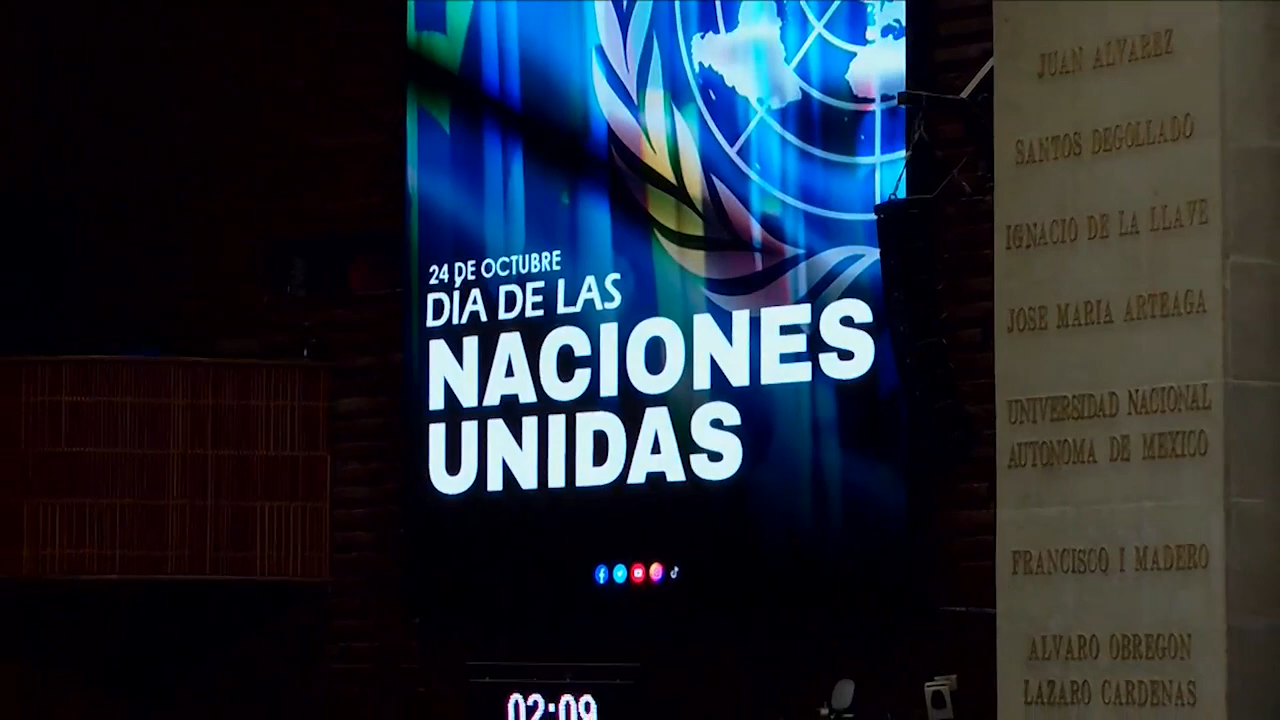 24 DE OCTUBRE
DÍA DE LAS
NACIONES
UNIDAS
02:09
JUAN ALVAREZ
SANTOS DEGOLLADO
IGNACIO DE LA LLAVE
JOSE MARIA ARTEAGA
UNIVERSIDAD NACIONAL
AUTONOMA DE MEXICO
FRANCISCO I MADERO
ALVARO OBREGON
LAZARO CARDENAS